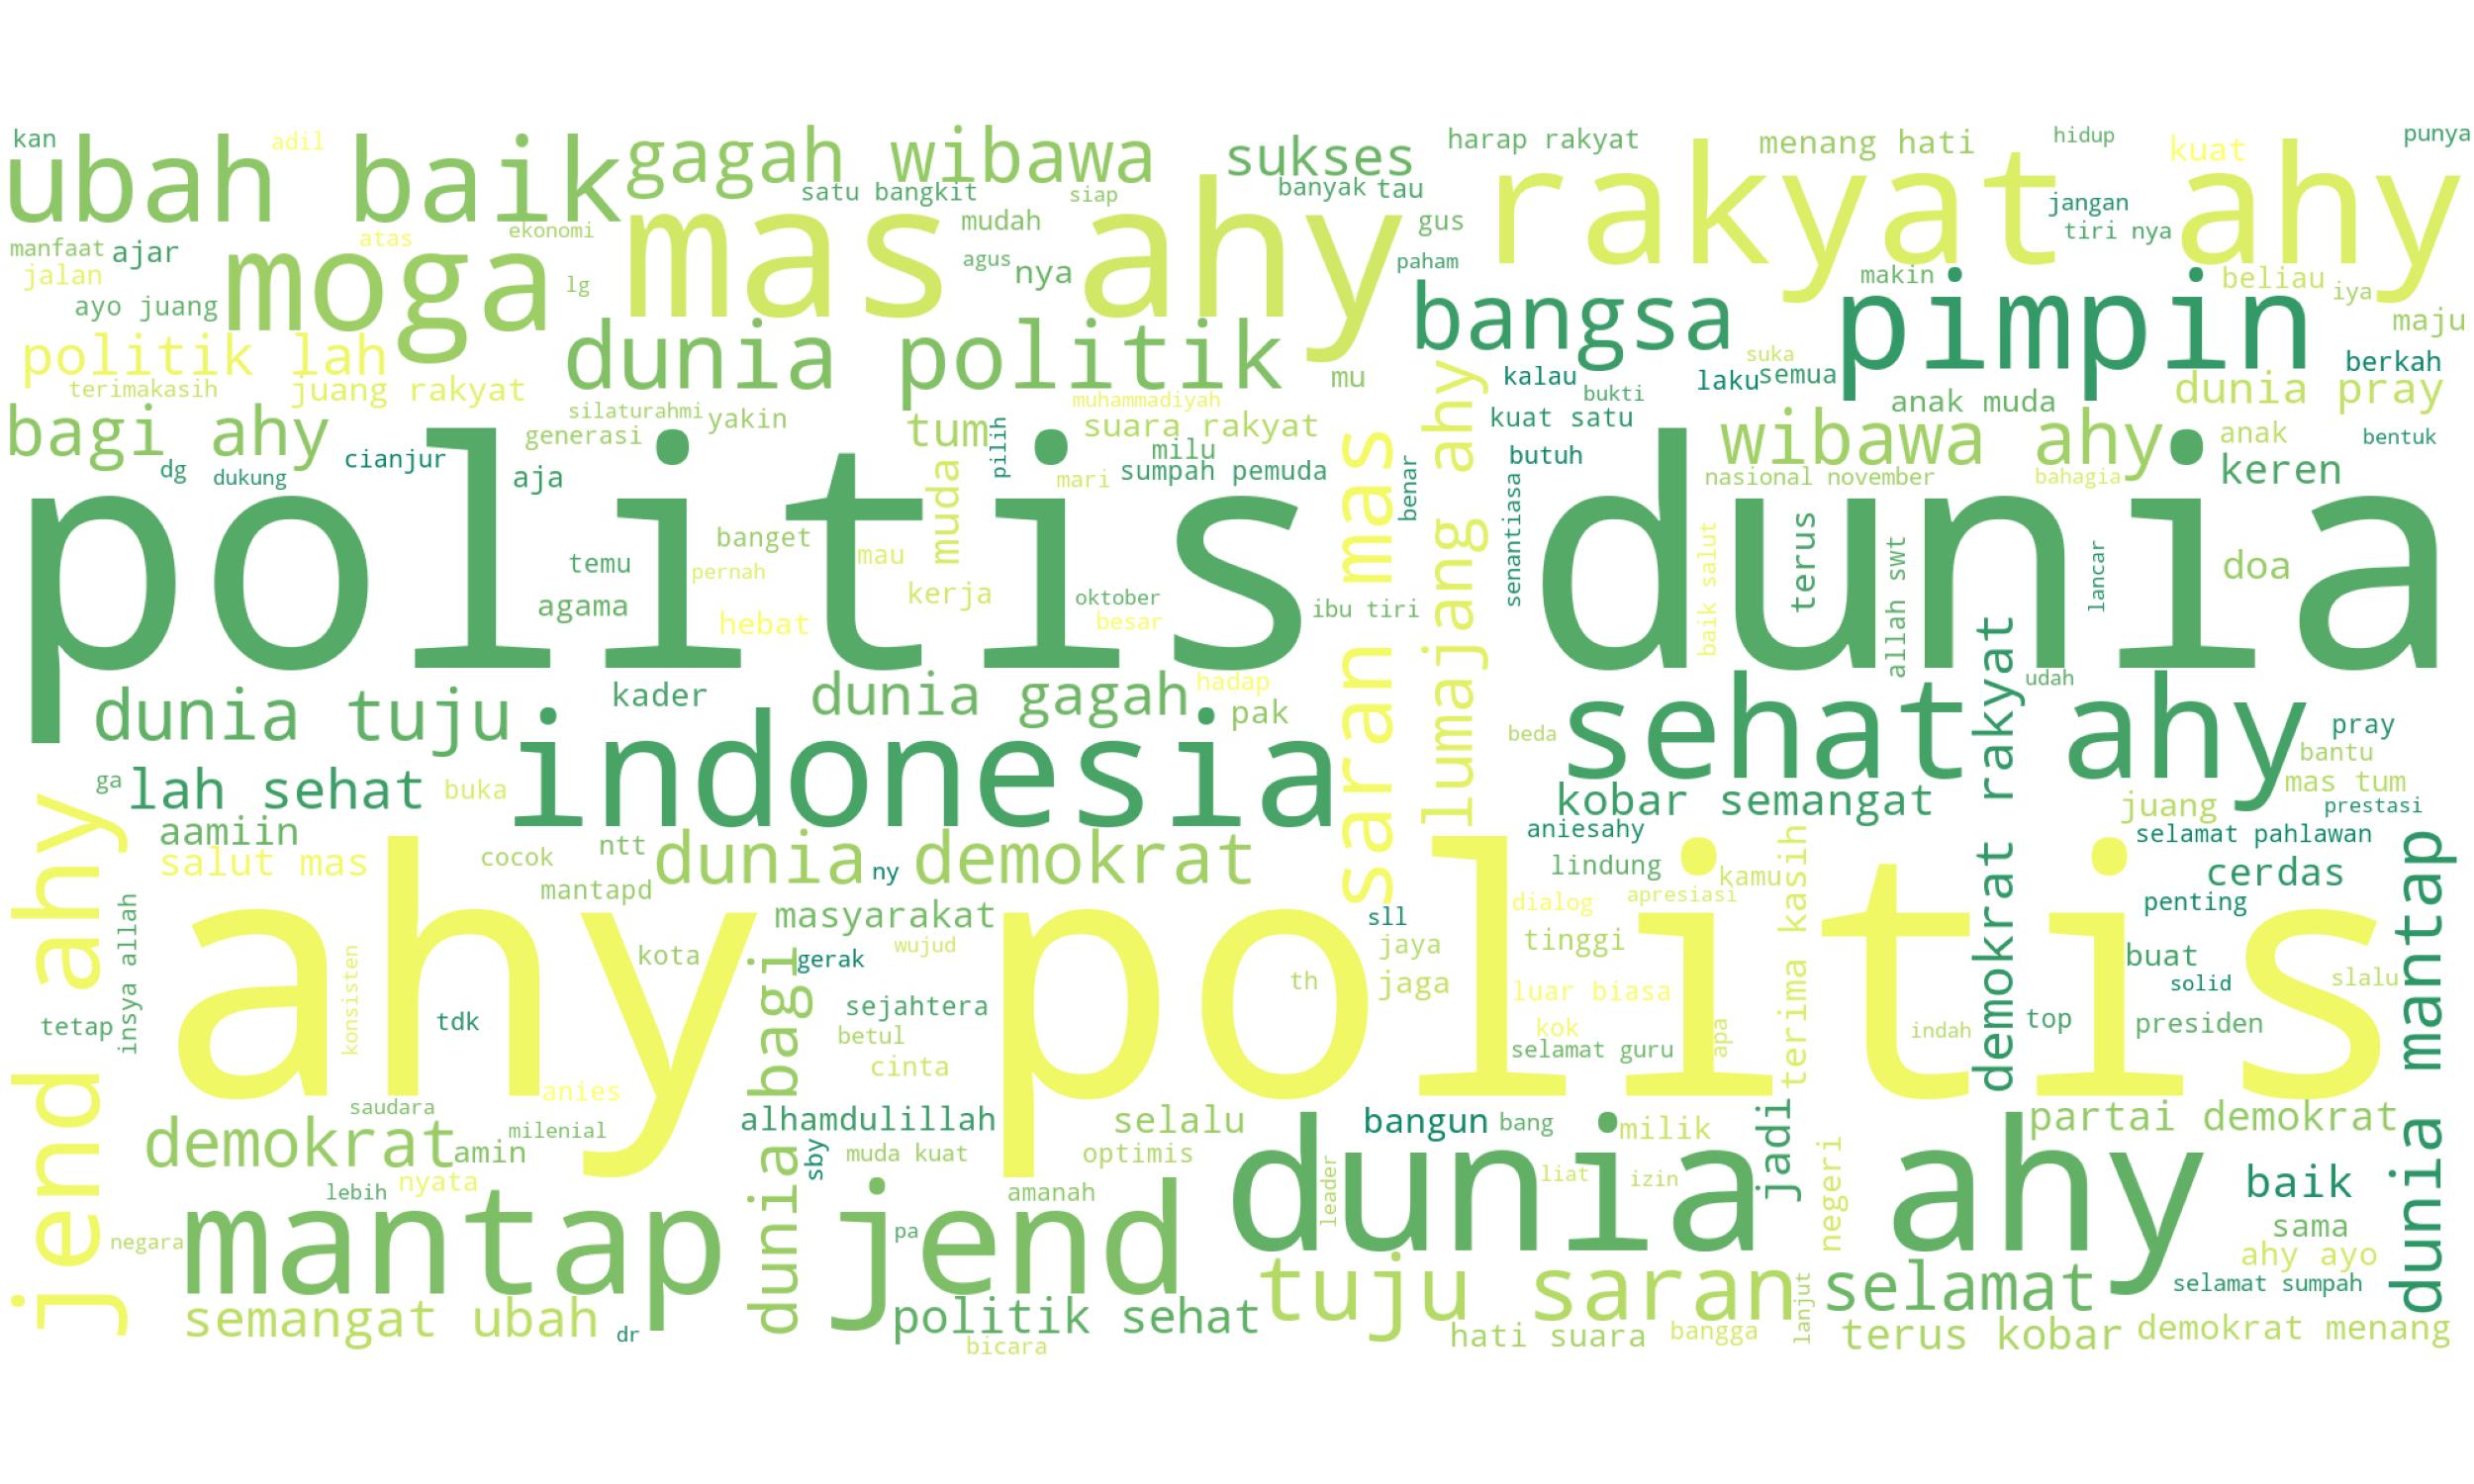 kan
ubah baik
adil
gagah wibawa
sukses
harap rakyat
menang hati
hidup
kuat
punya
satu bangkit
siap
banyak
tau
mas ahy
rakyat ahy
manfaat
ajar
atas
ekonomi
mudah
gus
jangan
tiri nya
jalan
moga
lg
agus
nya
paham
makin
beliau
iya
ayo juang
bangsa
pimpin
maju
politik lah
dunia politik
mu
suka
berkah
terimakasih
juang rakyat
kalau
bukti
laku
semua
dunia pray
silaturahmi
yakin
muhammadiyah
kuat satu
anak muda
bagi ahy
generasi
tum
pilih
suara rakyat
milu
wibawa ahy
anak
bentuk
dg
dukung
cianjur
aja
muda
mari
sumpah pemuda
benar
butuh
nasional november
bahagia
keren
politis
dunia
saran mas
lumajang ahy
senantiasa
baik salut
terus
allah swt
lancar
doa
temu
banget
pernah
mau
agama
hebat
kerja
oktober
besar
ibu tiri
dunia tuju
kader
dunia gagah
hadap
pak
sehat ahy
demokrat rakyat
udah
beda
pray
bantu
indonesia
ga
lah sehat
buka
kobar semangat
juang
mas tum
prestasi
jend ahy
aamiin
salut mas
cocok
ntt
dunia demokrat
ny
aniesahy
terima kasih
selamat pahlawan
dunia mantap
mantapd
lindung
kamu
cerdas
insya allah
masyarakat
sll
dialog
apresiasi
penting
ahy politis
konsisten
kota
dunia bagi
gerak
wujud
jaya
tinggi
buat
tetap
tdk
sejahtera
th
jaga
luar biasa
solid
slalu
betul
kok
apa
indah
top
presiden
cinta
selamat guru
anies
saudara
alhamdulillah
selalu
bangun
bang
milik
jadi
partai demokrat
demokrat
amin
milenial
sby
muda kuat
optimis
negeri
lebih
nyata
amanah
leader
liat
izin
baik
negara
mantap
pa
jend
dunia ahy
sama
ahy ayo
semangat ubah
dr
politik sehat
tuju saran
lanjut
selamat
selamat sumpah
bicara
hati suara
bangga
terus kobar
demokrat menang